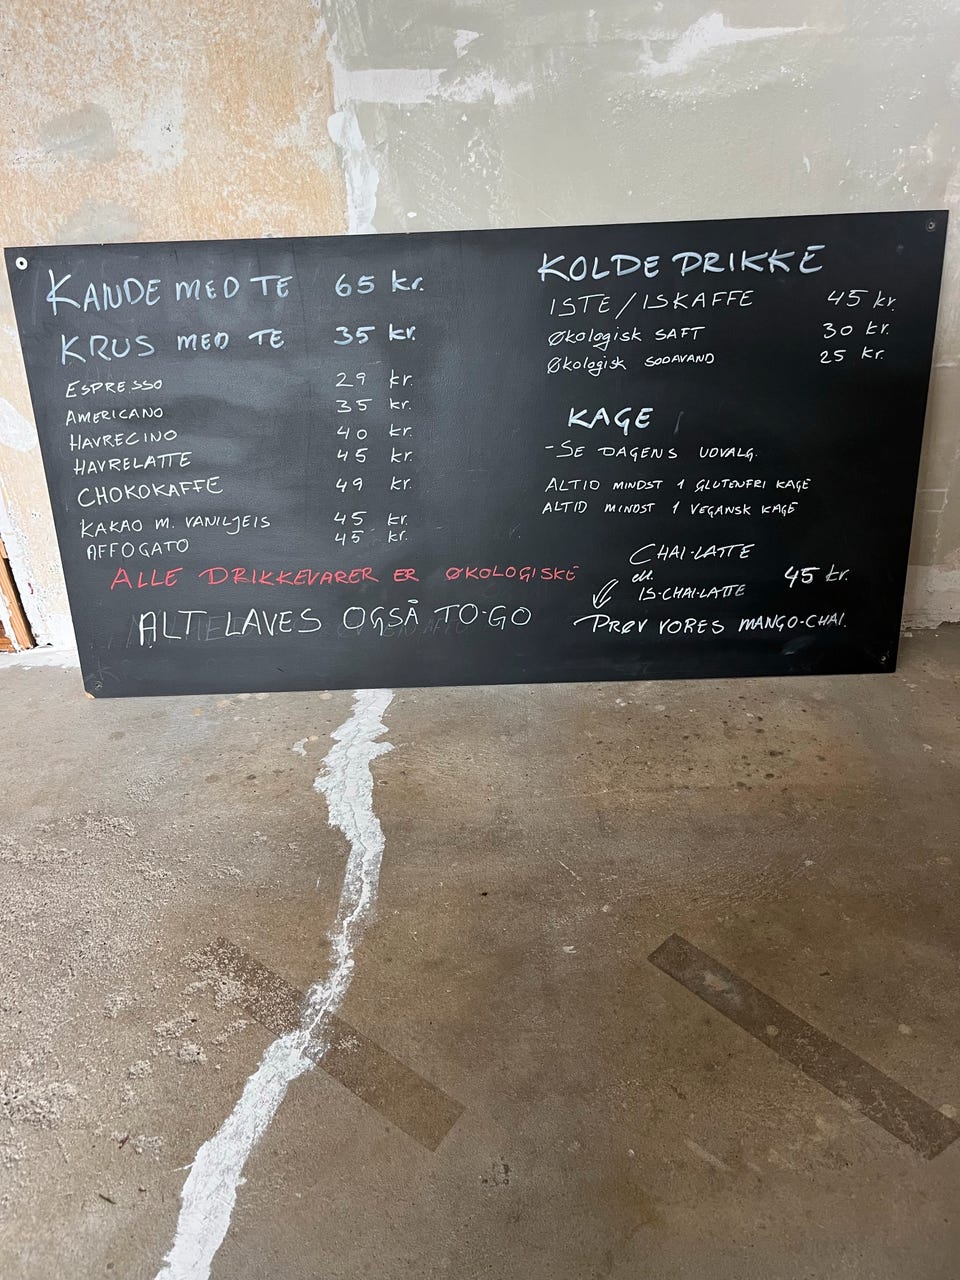 KANDE MED TE 65 kr.
KRUS MED TE 35 kr.
ESPRESSO 29 kr.
AMERICANO 35 kr.
HAVRECINO 40 kr.
HAVRELATTE 45 kr.
CHOKOKAFFE 49 kr.
KAKAO M. VANILJEIS 45 kr.
AFFOGATO 45 kr.
ALLE DRIKKEVARER ER ØKOLOGISKE
ALT LAVES OGSÅ TO-GO
KOLDE DRIKKE
ISTE/ISKAFFE 45 kr.
Økologisk SAFT 30 kr.
Økologisk SODAVAND 25 kr.
KAGE
-SE DAGENS UDVALG.
ALTID MINDST 1 GLUTENFRI KAGE
ALTID MINDST 1 VEGANSK KAGE
CHAI-LATTE
el.
IS-CHAI-LATTE 45 kr.
PRØV VORES MANGO-CHAI.